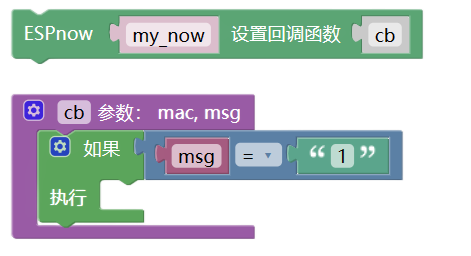 ESPnow my_now 设置回调函数 cb
cb 参数： mac, msg
如果 msg = “ 1 ”
执行